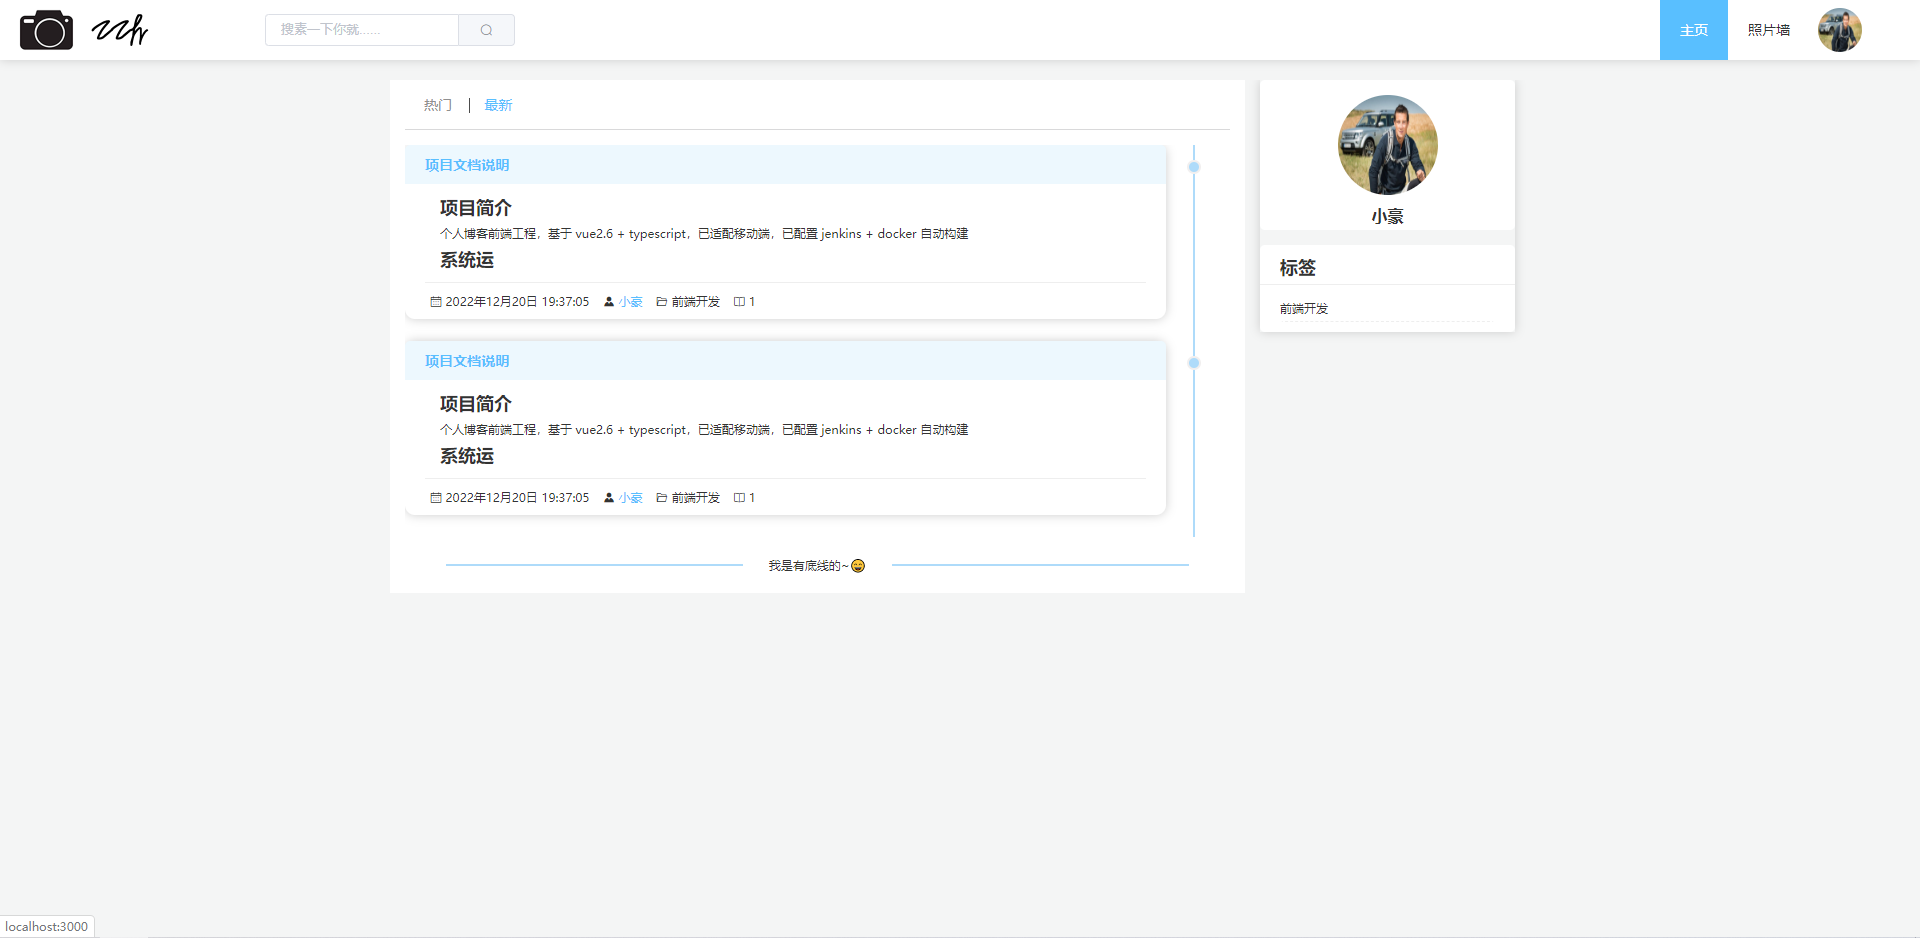 搜素一下你就......
主页
照片墙
热门 | 最新
项目文档说明
项目简介
个人博客前端工程，基于 vue2.6 + typescript，已适配移动端，已配置 jenkins + docker 自动构建
系统运
2022年12月20日 19:37:05 小豪 前端开发 1
项目文档说明
项目简介
个人博客前端工程，基于 vue2.6 + typescript，已适配移动端，已配置 jenkins + docker 自动构建
系统运
2022年12月20日 19:37:05 小豪 前端开发 1
我是有底线的~😄
小豪
标签
前端开发
localhost:3000